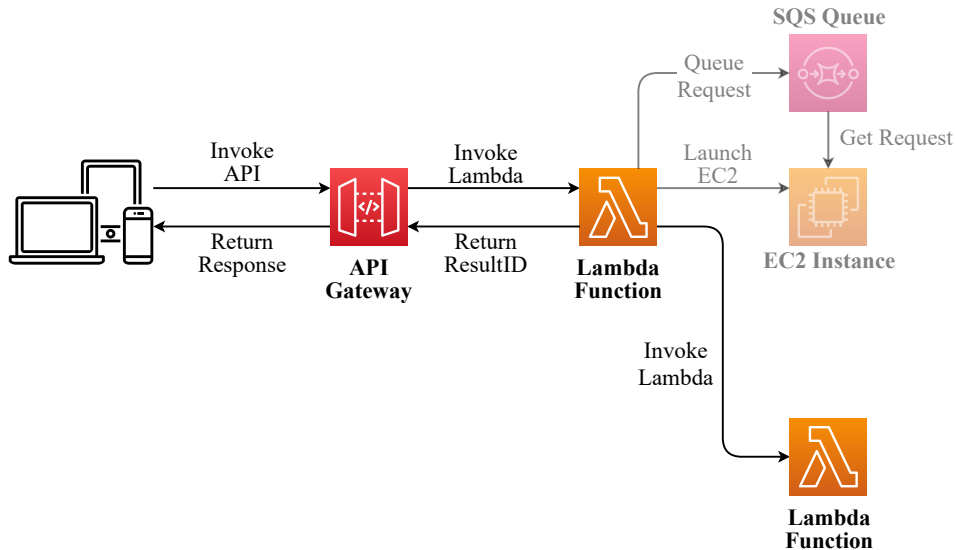 SQS Queue
Queue
Request
Get Request
Invoke
API
Invoke
Lambda
Launch
EC2
</>
Return
Response
Return
ResultID
API
Gateway
Lambda
Function
EC2 Instance
Invoke
Lambda
Lambda
Function